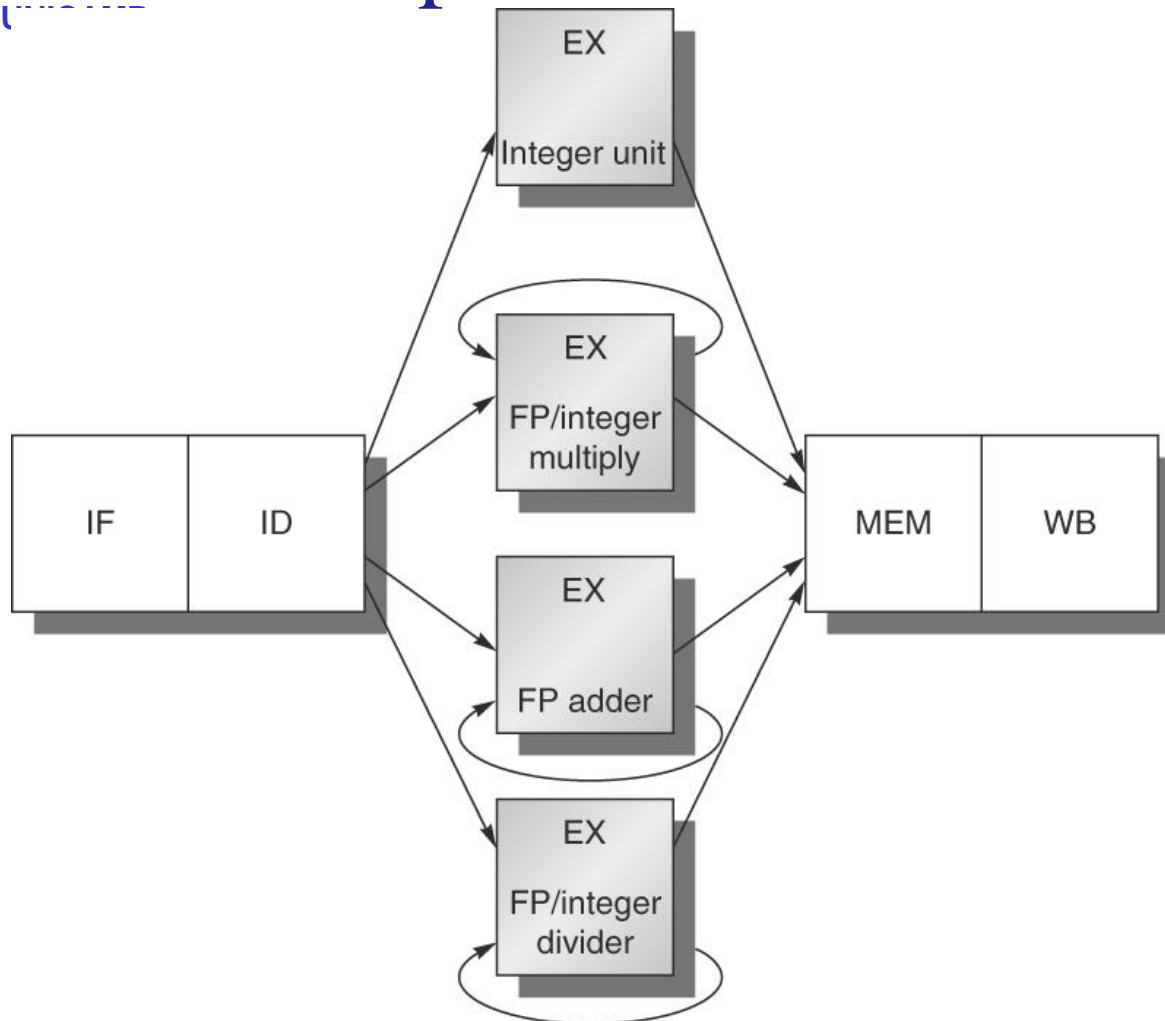 EX
Integer unit
EX
FP/integer
multiply
IF
ID
MEM
WB
EX
FP adder
EX
FP/integer
divider